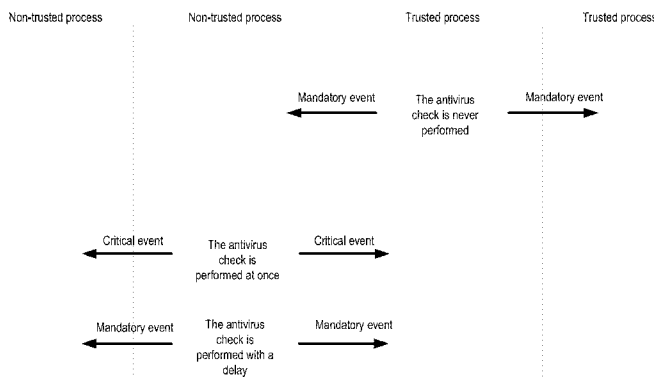 Non-trusted process Non-trusted process Trusted process Trusted process
Mandatory event The antivirus Mandatory event
check is never
performed
Critical event The antivirus Critical event
check is
performed at once
Mandatory event The antivirus Mandatory event
check is
performed with a
delay